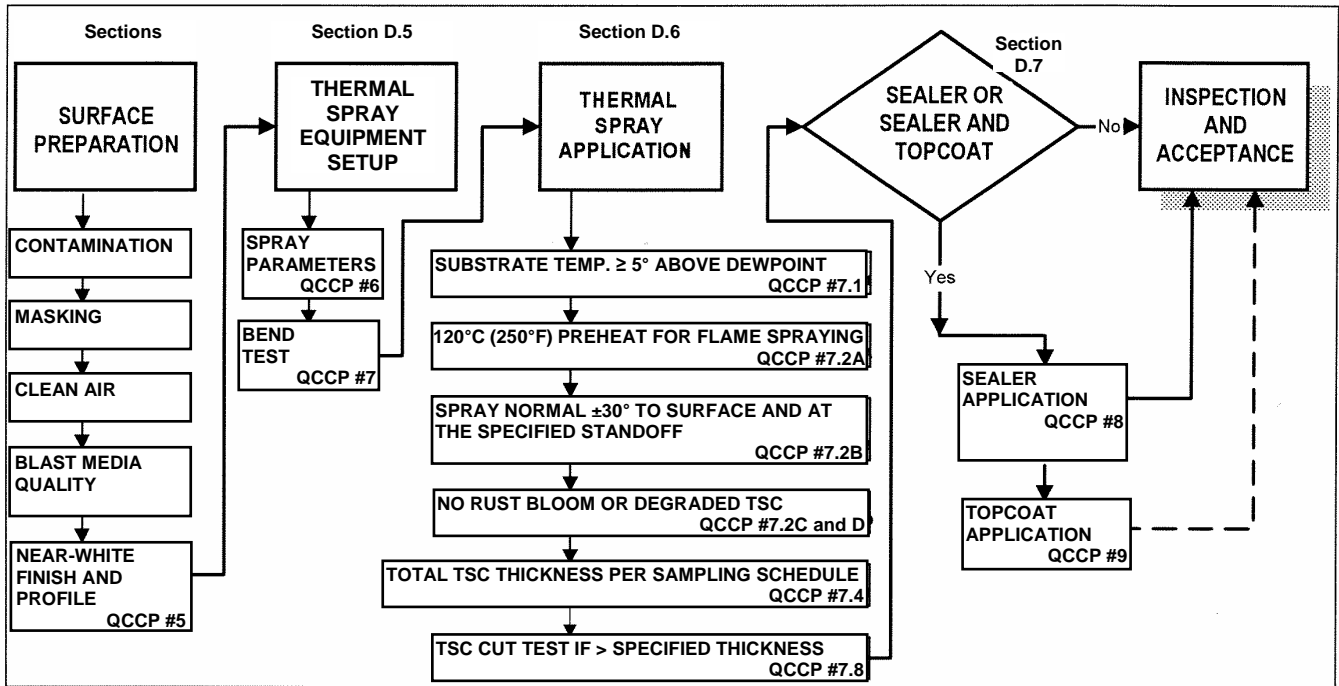 Sections
SURFACE
PREPARATION
CONTAMINATION
MASKING
CLEAN AIR
BLAST MEDIA
QUALITY
NEAR-WHITE
FINISH AND
PROFILE
QCCP #5
Section D.5
THERMAL
SPRAY
EQUIPMENT
SETUP
SPRAY
PARAMETERS
QCCP #6
BEND
TEST
QCCP #7
Section D.6
THERMAL
SPRAY
APPLICATION
SUBSTRATE TEMP. ≥ 5° ABOVE DEWPOINT
QCCP #7.1
120°C (250°F) PREHEAT FOR FLAME SPRAYING
QCCP #7.2A
SPRAY NORMAL ±30° TO SURFACE AND AT
THE SPECIFIED STANDOFF
QCCP #7.2B
NO RUST BLOOM OR DEGRADED TSC
QCCP #7.2C and D
TOTAL TSC THICKNESS PER SAMPLING SCHEDULE
QCCP #7.4
TSC CUT TEST IF > SPECIFIED THICKNESS
QCCP #7.8
Section
D.7
SEALER OR
SEALER AND
TOPCOAT
No
Yes
SEALER
APPLICATION
QCCP #8
TOPCOAT
APPLICATION
QCCP #9
INSPECTION
AND
ACCEPTANCE